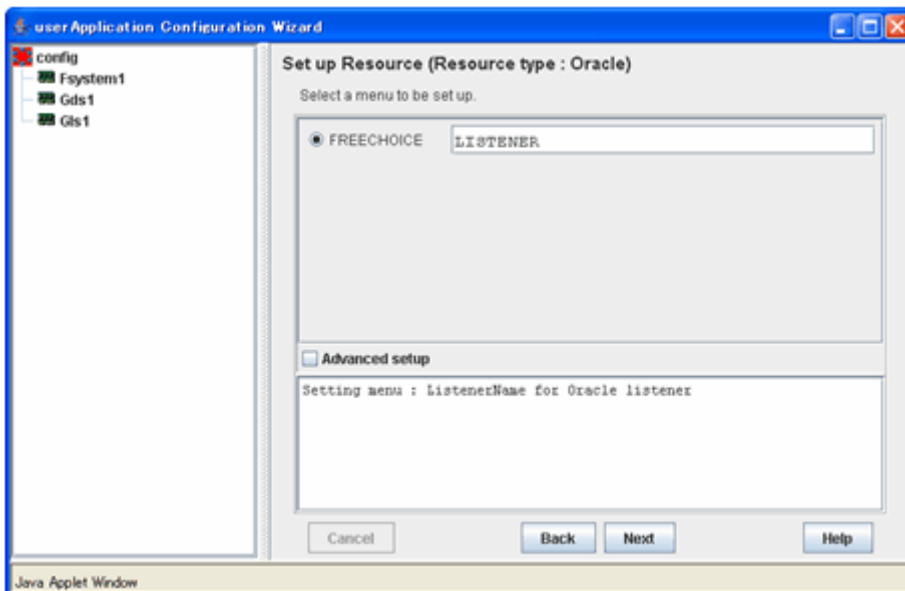 userApplication Configuration Wizard
config
Fsystem1
Gds1
Gls1
Set up Resource (Resource type : Oracle)
Select a menu to be set up.
FREECHOICE
LISTENER
Advanced setup
Setting menu : ListenerName for Oracle listener
Cancel
Back
Next
Help
Java Applet Window